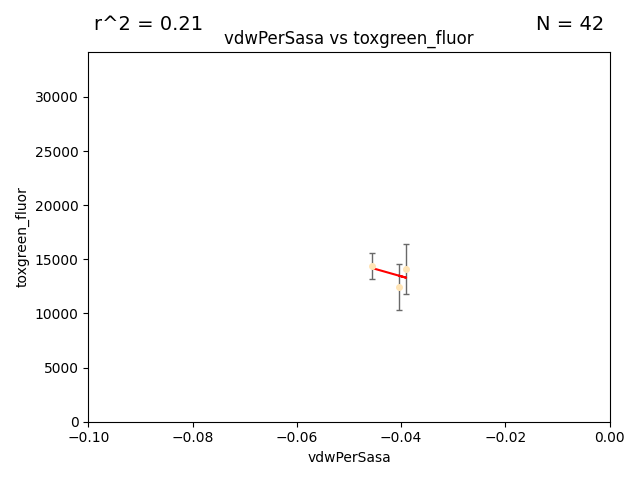 r^2 = 0.21
N = 42
vdwPerSasa vs toxgreen_fluor
30000
25000
20000
15000
10000
5000
0
toxgreen_fluor
−0.10
−0.08
−0.06
−0.04
−0.02
0.00
vdwPerSasa